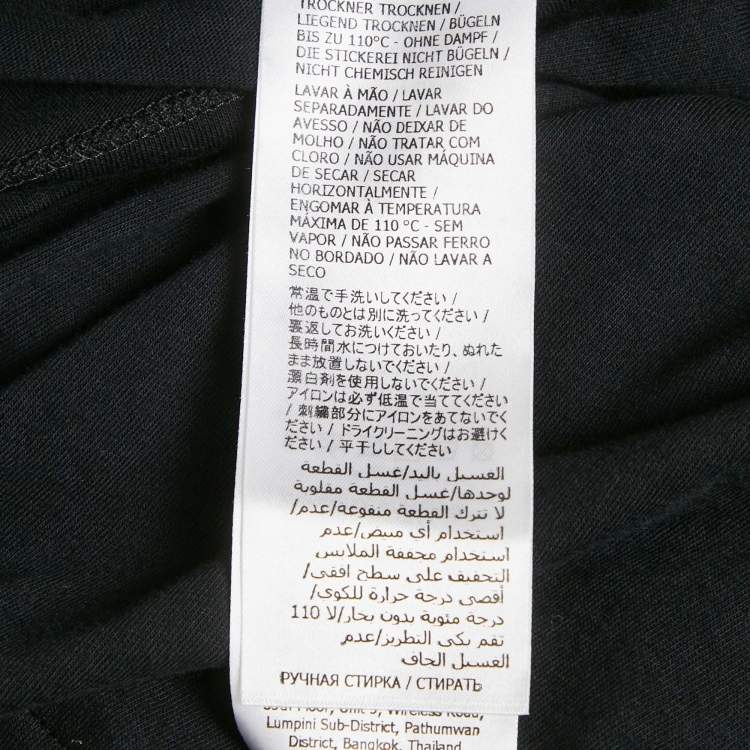 TROCKNER TROCKNEN /
LIEGEND TROCKNEN / BÜGELN
BIS ZU 110°C - OHNE DAMPF /
DIE STICKEREI NICHT BÜGELN /
NICHT CHEMISCH REINIGEN
LAVAR À MÃO / LAVAR
SEPARADAMENTE / LAVAR DO
AVESSO / NÃO DEIXAR DE
MOLHO / NÃO TRATAR COM
CLORO / NÃO USAR MÁQUINA
DE SECAR / SECAR
HORIZONTALMENTE /
ENGOMAR À TEMPERATURA
MÁXIMA DE 110 °C - SEM
VAPOR / NÃO PASSAR FERRO
NO BORDADO / NÃO LAVAR A
SECO
常温で手洗いしてください /
他のものとは別に洗ってください /
裏返してお洗いください /
長時間水につけておいたり、ぬれた
まま放置しないでください /
漂白剤を使用しないでください /
アイロンは必ず低温で当ててください
/ 刺繍部分にアイロンをあてないでく
ださい / ドライクリーニングはお避けく
ださい / 平干ししてください
الغسيل باليد/غسل القطعة
لوحدها/غسل القطعة مقلوبة
/لا تترك القطعة منقوعة/عدم
استخدام أي مبيض/عدم
استخدام مجففة الملابس
/التجفيف على سطح افقى
/أقصى درجة حرارة للكوى
درجة مئوية بدون بخار/لا 110
تقم بكى التطريز/عدم
الغسيل الجاف
РУЧНАЯ СТИРКА / СТИРАТЬ
Wireless Road,
Lumpini Sub-District, Pathumwan
District, Bangkok, Thailand